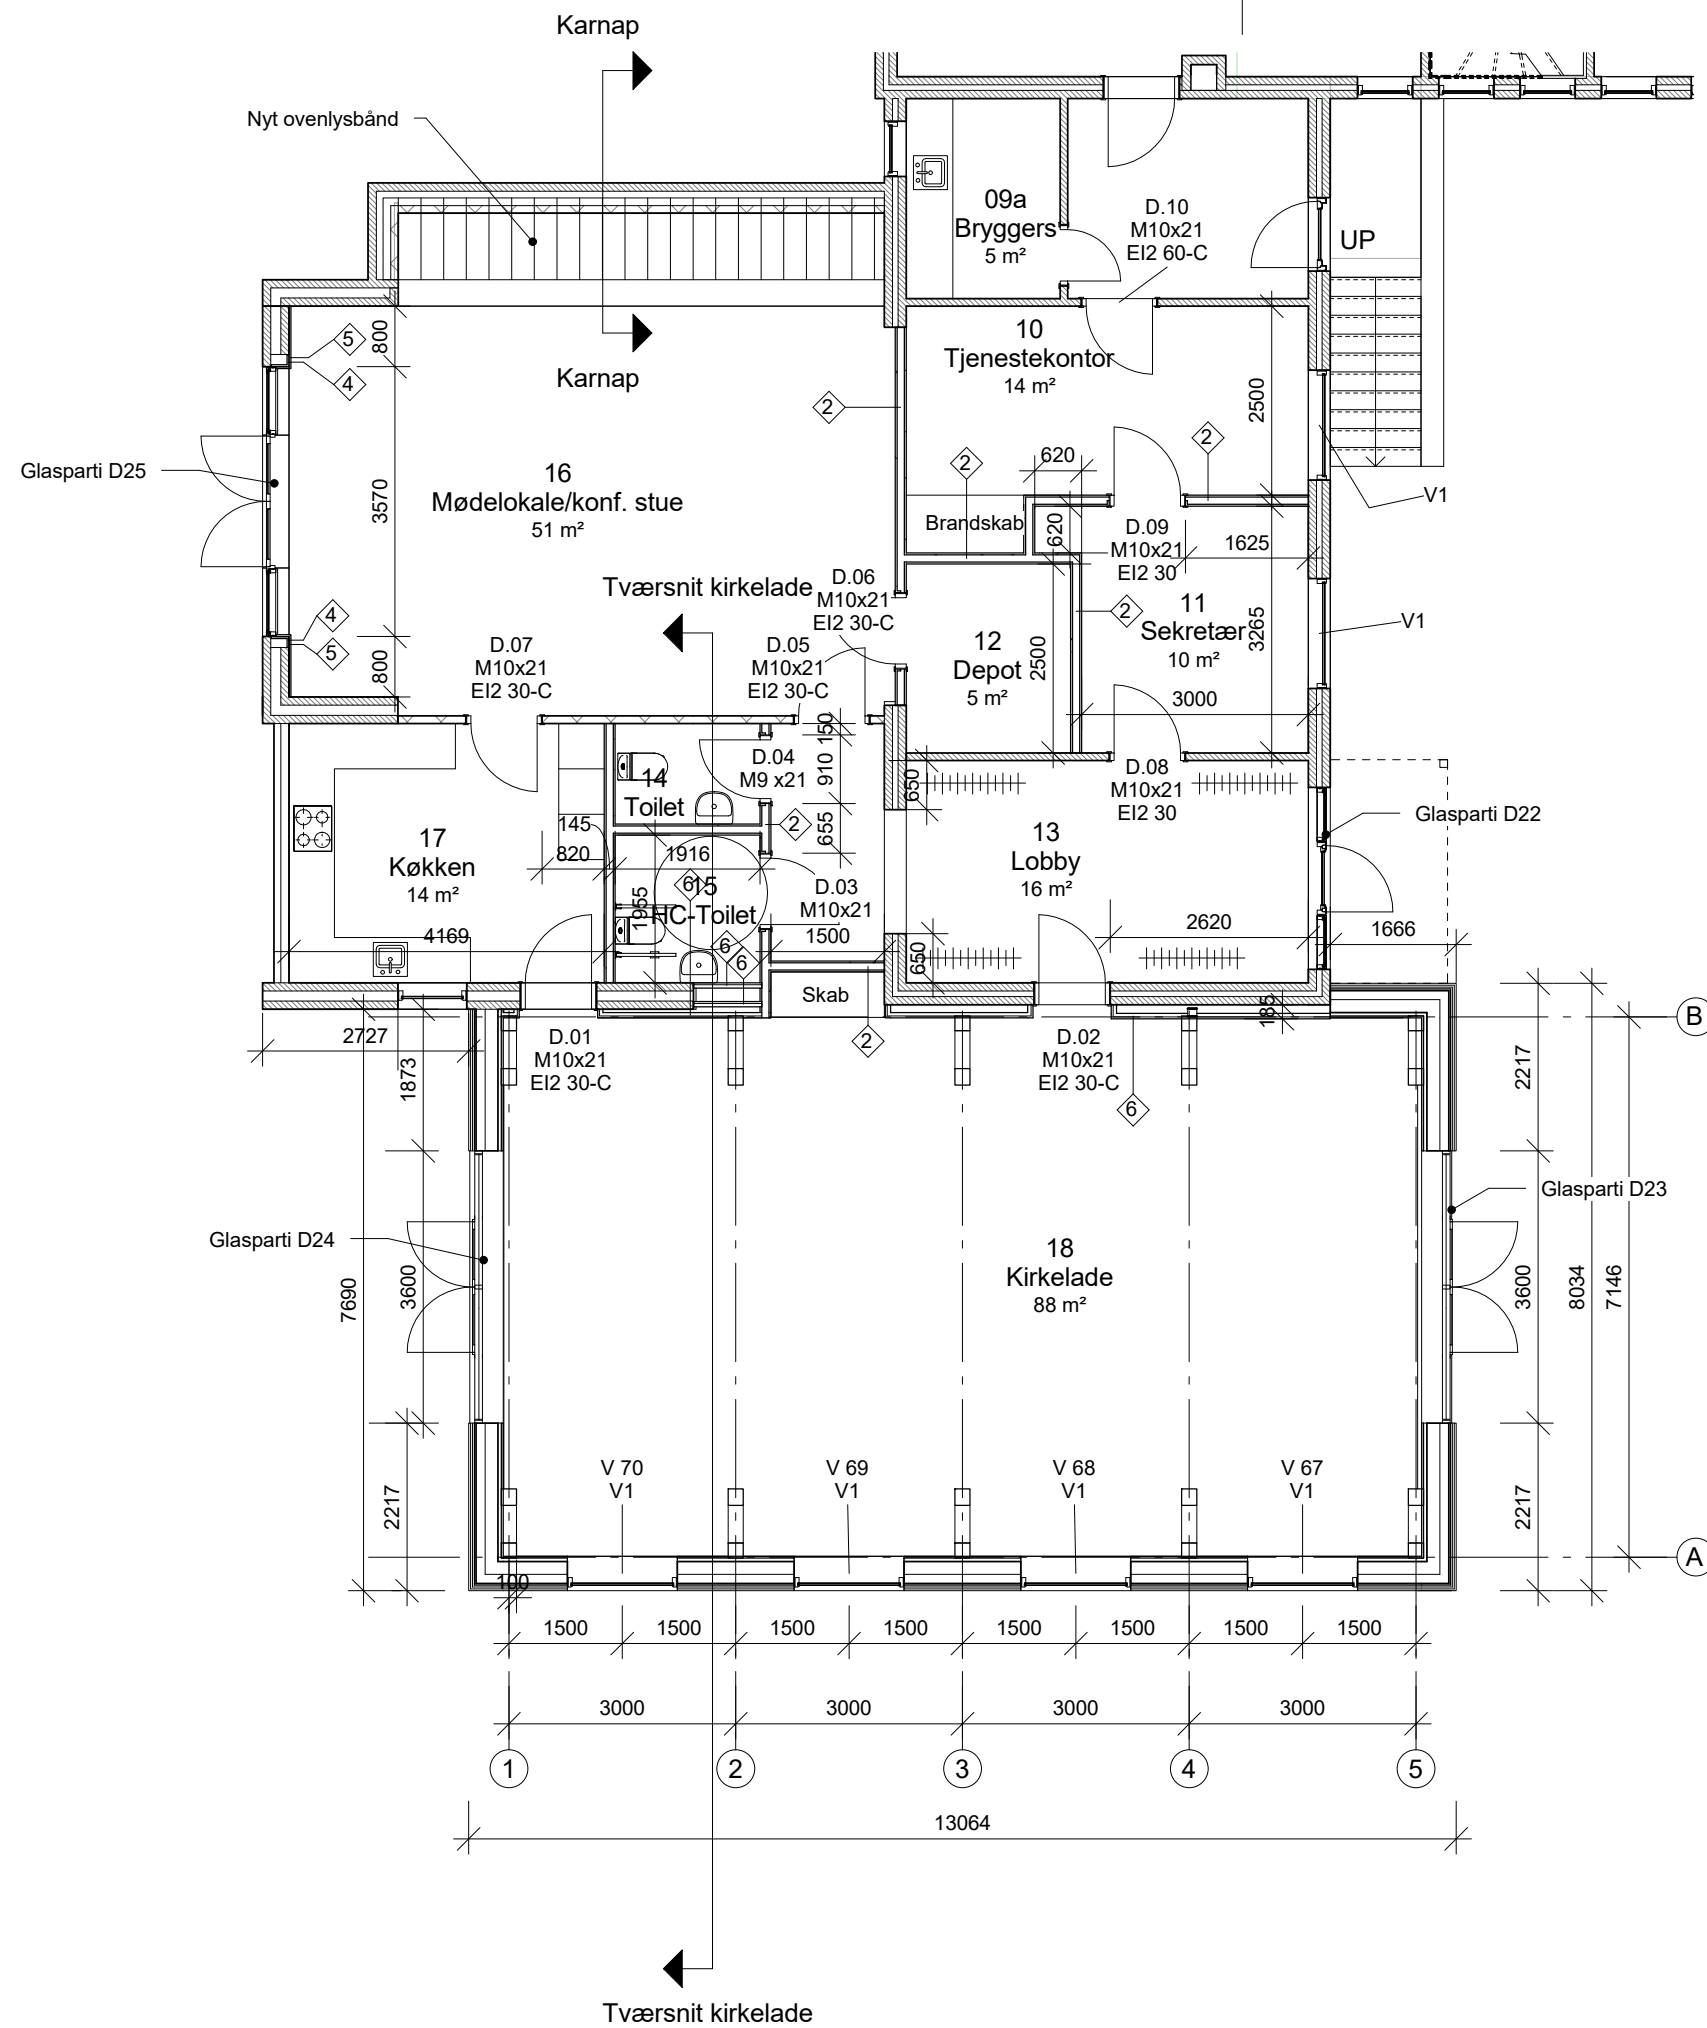 Karnap
Nyt ovenlysbånd
09a
Bryggers
5 m²
D.10
M10x21
EI2 60-C
UP
10
Tjenestekontor
14 m²
Karnap
5
4
800
2
2500
Glasparti D25
16
Mødelokale/konf. stue
51 m²
3570
2
620
2
V1
Brandskab
620
D.09
M10x21
EI2 30
1625
Tværsnit kirkelade
D.06
M10x21
EI2 30-C
2
11
Sekretær
10 m²
3265
V1
4
5
800
D.07
M10x21
EI2 30-C
D.05
M10x21
EI2 30-C
12
Depot
5 m²
2500
3000
150
D.04
M9 x21
910
14
Toilet
650
D.08
M10x21
EI2 30
Glasparti D22
145
2
655
17
Køkken
14 m²
820
1916
13
Lobby
16 m²
6
15
HC-Toilet
1955
D.03
M10x21
2620
1666
4169
6
6
1500
650
Skab
185
B
2727
1873
D.01
M10x21
EI2 30-C
2
D.02
M10x21
EI2 30-C
6
2217
Glasparti D23
Glasparti D24
18
Kirkelade
88 m²
7690
3600
3600
8034
7146
V 70
V1
V 69
V1
V 68
V1
V 67
V1
2217
2217
A
100
1500
1500
1500
1500
1500
1500
1500
1500
3000
3000
3000
3000
1
2
3
4
5
13064
Tværsnit kirkelade